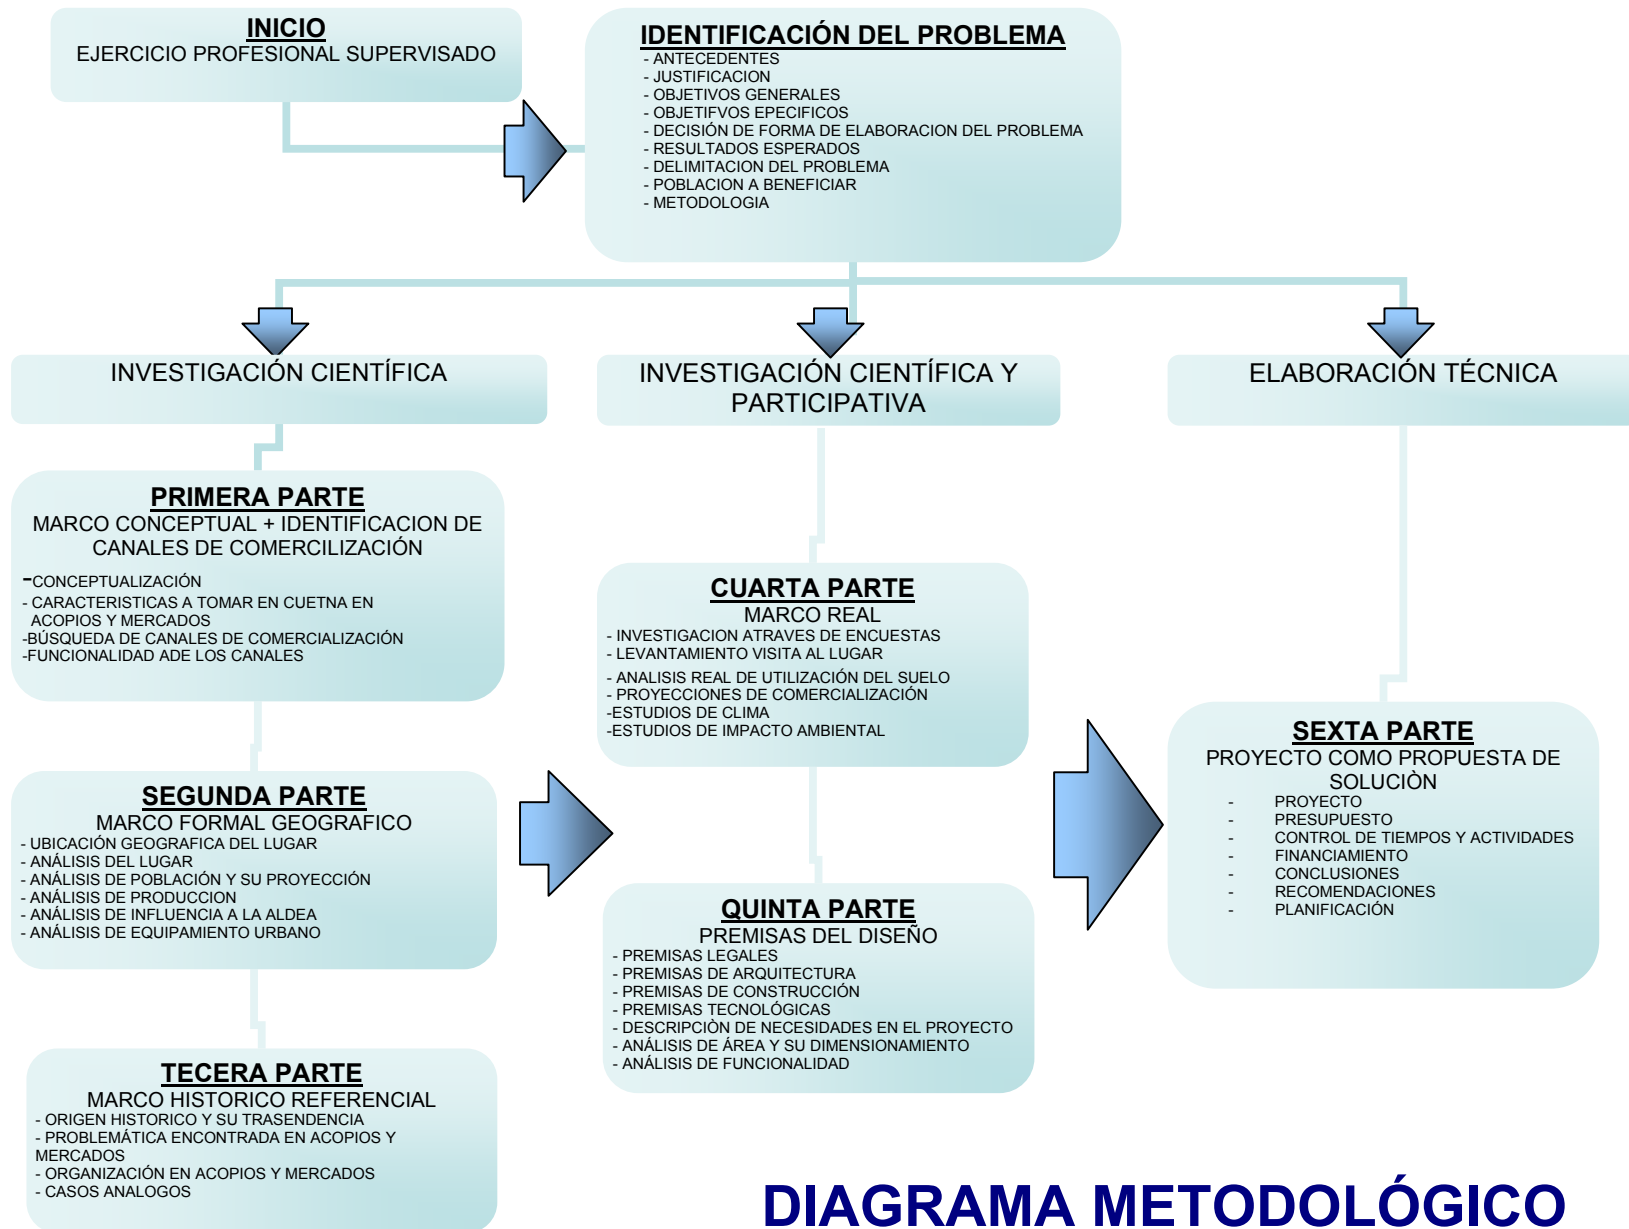 INICIO
EJERCICIO PROFESIONAL SUPERVISADO
IDENTIFICACIÓN DEL PROBLEMA
- ANTECEDENTES
- JUSTIFICACION
- OBJETIVOS GENERALES
- OBJETIFVOS EPECIFICOS
- DECISIÓN DE FORMA DE ELABORACION DEL PROBLEMA
- RESULTADOS ESPERADOS
- DELIMITACION DEL PROBLEMA
- POBLACION A BENEFICIAR
- METODOLOGIA
INVESTIGACIÓN CIENTÍFICA
PRIMERA PARTE
MARCO CONCEPTUAL + IDENTIFICACION DE
CANALES DE COMERCILIZACIÓN
-CONCEPTUALIZACIÓN
- CARACTERISTICAS A TOMAR EN CUETNA EN
ACOPIOS Y MERCADOS
-BÚSQUEDA DE CANALES DE COMERCIALIZACIÓN
-FUNCIONALIDAD ADE LOS CANALES
SEGUNDA PARTE
MARCO FORMAL GEOGRAFICO
- UBICACIÓN GEOGRAFICA DEL LUGAR
- ANÁLISIS DEL LUGAR
- ANÁLISIS DE POBLACIÓN Y SU PROYECCIÓN
- ANÁLISIS DE PRODUCCION
- ANÁLISIS DE INFLUENCIA A LA ALDEA
- ANÁLISIS DE EQUIPAMIENTO URBANO
TECERA PARTE
MARCO HISTORICO REFERENCIAL
- ORIGEN HISTORICO Y SU TRASENDENCIA
- PROBLEMÁTICA ENCONTRADA EN ACOPIOS Y
MERCADOS
- ORGANIZACIÓN EN ACOPIOS Y MERCADOS
- CASOS ANALOGOS
INVESTIGACIÓN CIENTÍFICA Y
PARTICIPATIVA
CUARTA PARTE
MARCO REAL
- INVESTIGACION ATRAVES DE ENCUESTAS
- LEVANTAMIENTO VISITA AL LUGAR
- ANALISIS REAL DE UTILIZACIÓN DEL SUELO
- PROYECCIONES DE COMERCIALIZACIÓN
-ESTUDIOS DE CLIMA
-ESTUDIOS DE IMPACTO AMBIENTAL
QUINTA PARTE
PREMISAS DEL DISEÑO
- PREMISAS LEGALES
- PREMISAS DE ARQUITECTURA
- PREMISAS DE CONSTRUCCIÓN
- PREMISAS TECNOLÓGICAS
- DESCRIPCIÒN DE NECESIDADES EN EL PROYECTO
- ANÁLISIS DE ÁREA Y SU DIMENSIONAMIENTO
- ANÁLISIS DE FUNCIONALIDAD
ELABORACIÓN TÉCNICA
SEXTA PARTE
PROYECTO COMO PROPUESTA DE
SOLUCIÒN
- PROYECTO
- PRESUPUESTO
- CONTROL DE TIEMPOS Y ACTIVIDADES
- FINANCIAMIENTO
- CONCLUSIONES
- RECOMENDACIONES
- PLANIFICACIÓN
DIAGRAMA METODOLÓGICO